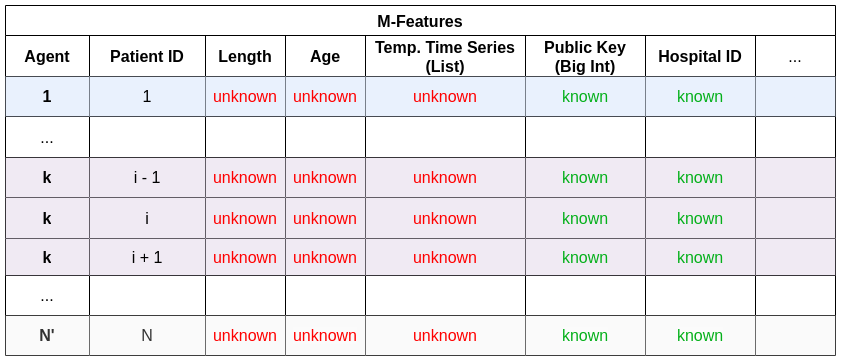 M-Features
Agent Patient ID Length Age Temp. Time Series (List) Public Key (Big Int) Hospital ID ...
1 1 unknown unknown unknown known known
...
k i - 1 unknown unknown unknown known known
k i unknown unknown unknown known known
k i + 1 unknown unknown unknown known known
...
N' N unknown unknown unknown known known